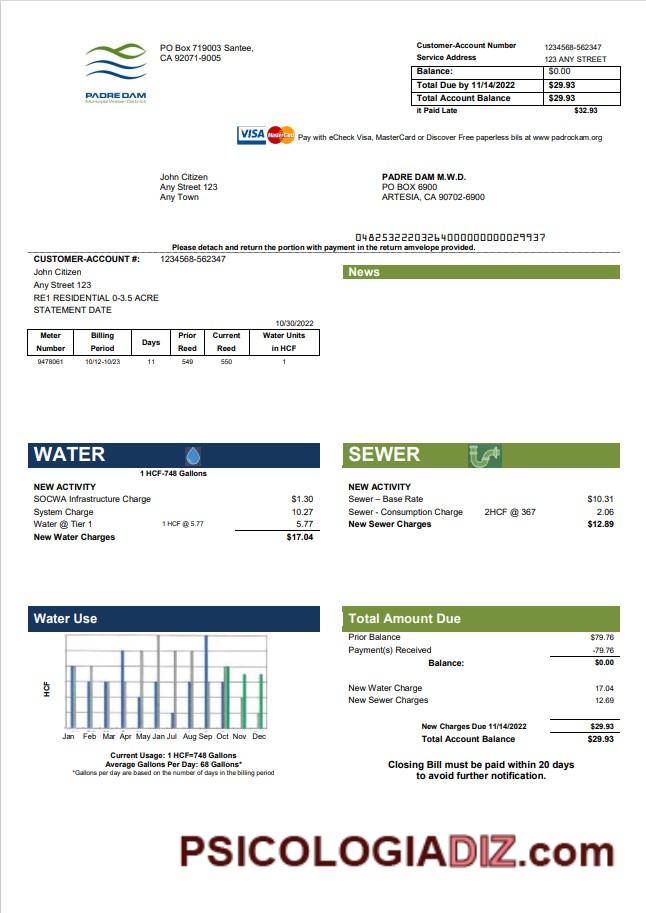 PO Box 719003 Santee,
CA 92071-9005
PADRE DAM
Municipal Water District
Customer-Account Number 1234568-562347
Service Address 123 ANY STREET
Balance: $0.00
Total Due by 11/14/2022 $29.93
Total Account Balance $29.93
it Paid Late $32.93
VISA MasterCard Pay with eCheck Visa, MasterCard or Discover Free paperless bils at www padrockam.org
John Citizen
Any Street 123
Any Town
PADRE DAM M.W.D.
PO BOX 6900
ARTESIA, CA 90702-6900
Please detach and return the portion with payment in the return amvelope provided.
CUSTOMER-ACCOUNT #: 1234568-562347
John Citizen
Any Street 123
RE1 RESIDENTIAL 0-3.5 ACRE
STATEMENT DATE
10/30/2022
News
Meter Number Billing Period Days Prior Reed Current Reed Water Units in HCF
9478061 10/12-10/23 11 549 550 1
WATER
1 HCF-748 Gallons
NEW ACTIVITY
SOCWA Infrastructure Charge $1.30
System Charge 10.27
Water @ Tier 1 1 HCF @ 5.77 5.77
New Water Charges $17.04
SEWER
NEW ACTIVITY
Sewer – Base Rate $10.31
Sewer - Consumption Charge 2HCF @ 367 2.06
New Sewer Charges $12.89
Water Use
HCF
Jan Feb Mar Apr May Jan Jul Aug Sep Oct Nov Dec
Current Usage: 1 HCF=748 Gallons
Average Gallons Per Day: 68 Gallons*
*Gallons per day are based on the number of days in the billing period
Total Amount Due
Prior Balance $79.76
Payment(s) Received -79.76
Balance: $0.00
New Water Charge 17.04
New Sewer Charges 12.69
New Charges Due 11/14/2022 $29.93
Total Account Balance $29.93
Closing Bill must be paid within 20 days
to avoid further notification.
PSICOLOGIADIZ.com